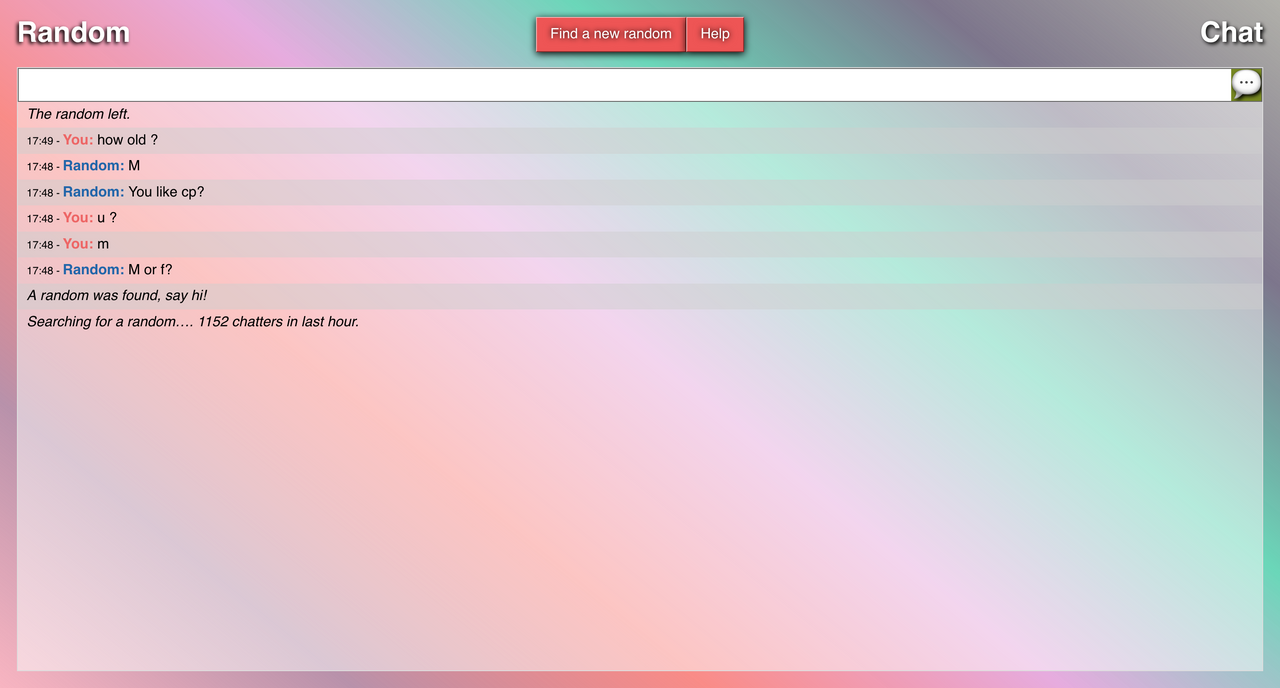 Random
Find a new random
Help
Chat
The random left.
17:49 - You: how old ?
17:48 - Random: M
17:48 - Random: You like cp?
17:48 - You: u ?
17:48 - You: m
17:48 - Random: M or f?
A random was found, say hi!
Searching for a random…. 1152 chatters in last hour.